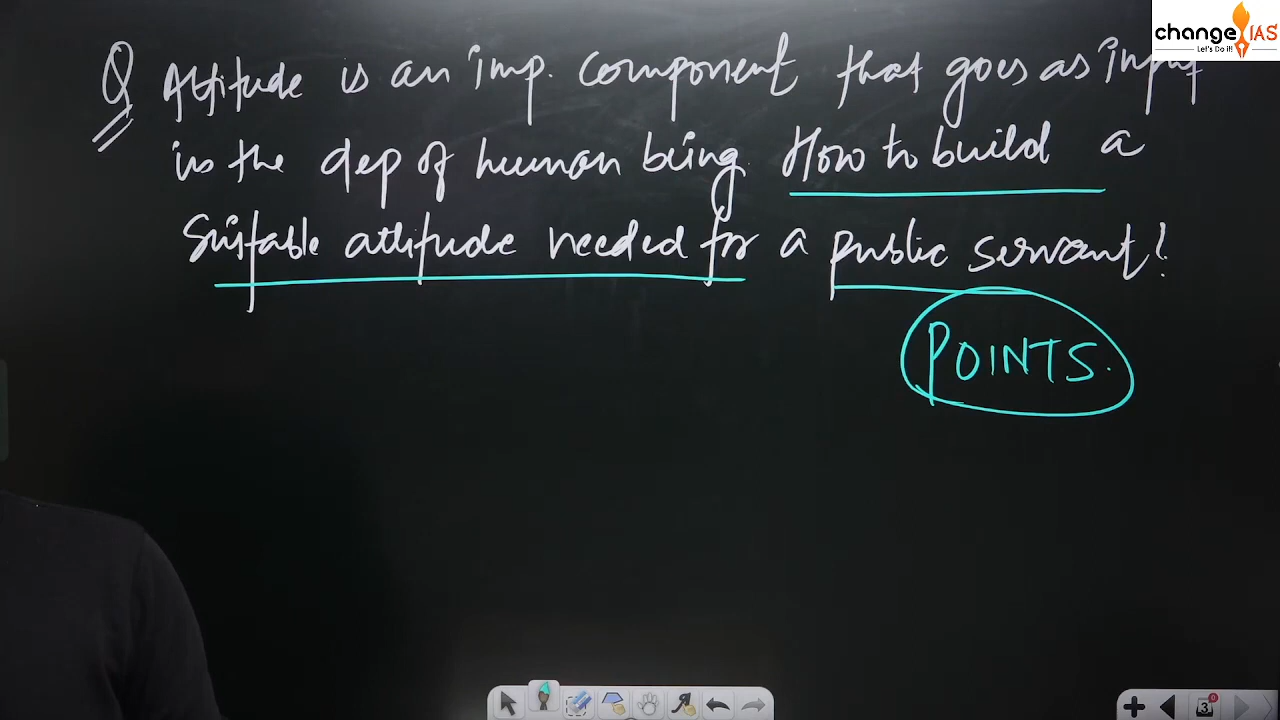 change IAS
Let's Do it!
Q Attitude is an imp. component that goes as input
in the dep of human being. How to build a
suitable attitude needed for a public servant?
POINTS.
3